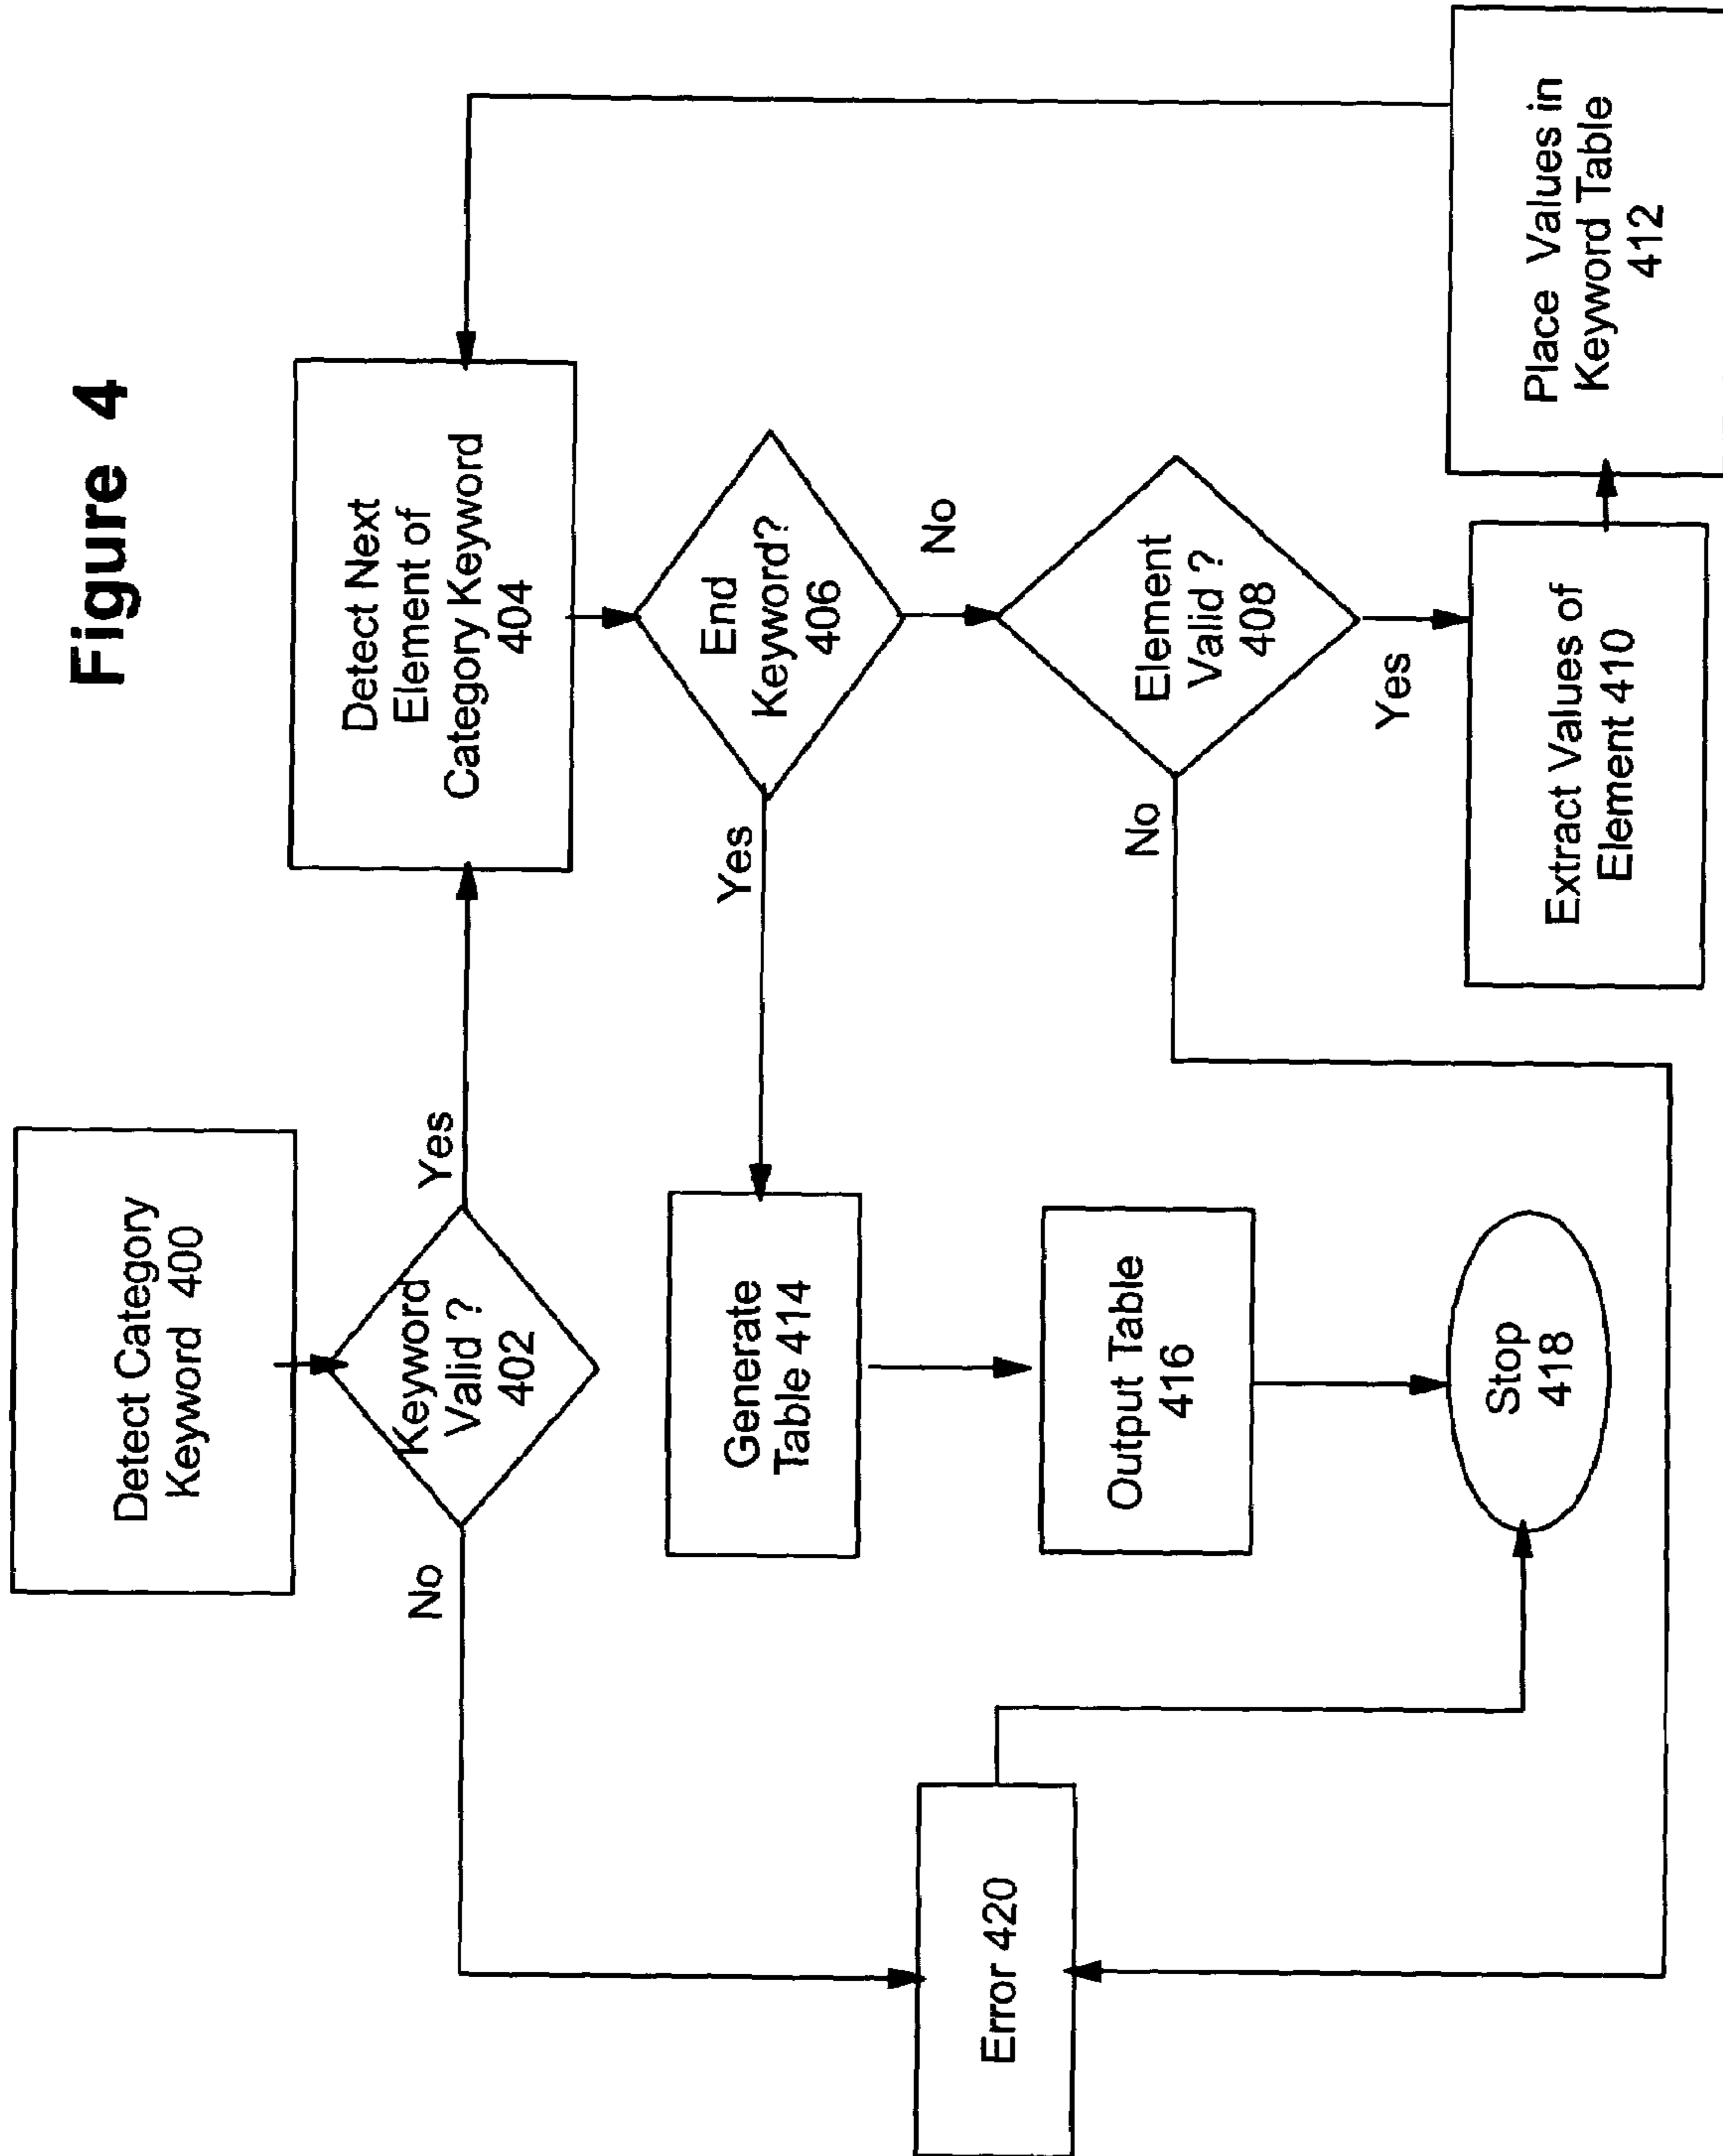 Figure 4
Detect Category
Keyword 400
Keyword
Valid ?
402
Yes
No
Detect Next
Element of
Category Keyword
404
End
Keyword?
406
Yes
No
Element
Valid ?
408
No
Yes
Extract Values of
Element 410
Place Values in
Keyword Table
412
Generate
Table 414
Output Table
416
Stop
418
Error 420